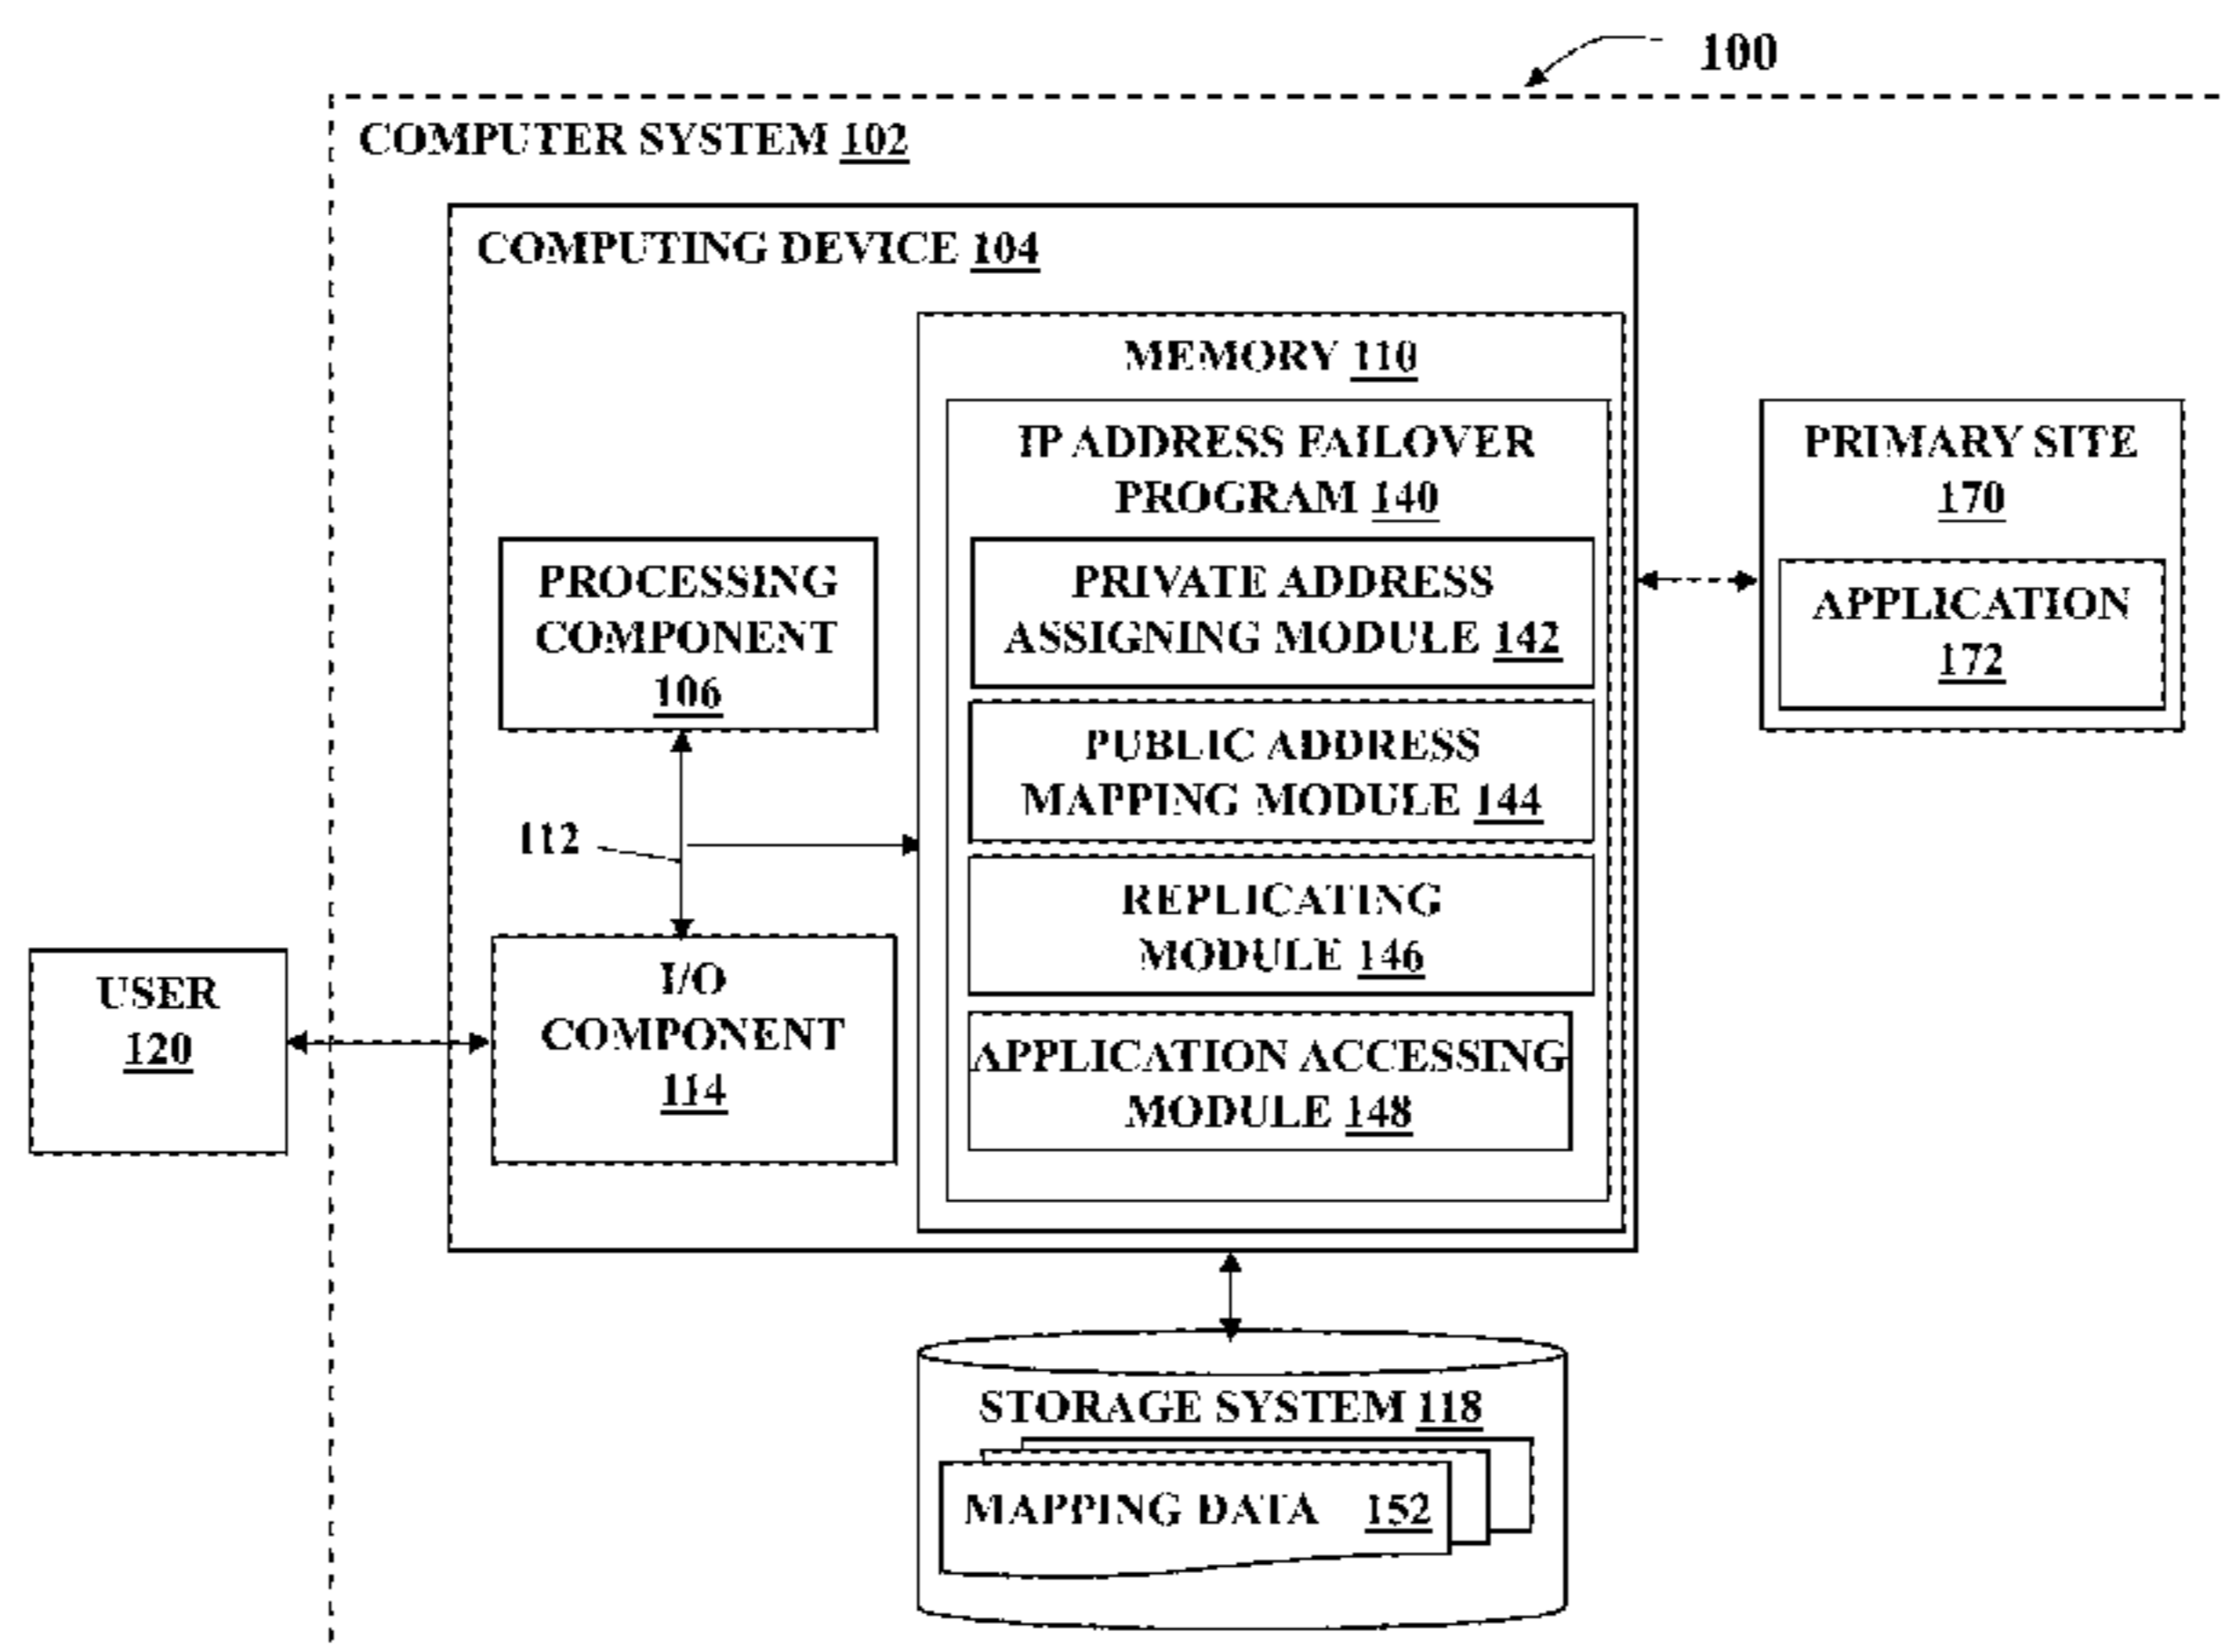 100
COMPUTER SYSTEM 102
COMPUTING DEVICE 104
MEMORY 110
IP ADDRESS FAILOVER
PROGRAM 140
PRIVATE ADDRESS
ASSIGNING MODULE 142
PUBLIC ADDRESS
MAPPING MODULE 144
REPLICATING
MODULE 146
APPLICATION ACCESSING
MODULE 148
PROCESSING
COMPONENT
106
112
I/O
COMPONENT
114
USER
120
PRIMARY SITE
170
APPLICATION
172
STORAGE SYSTEM 118
MAPPING DATA 152